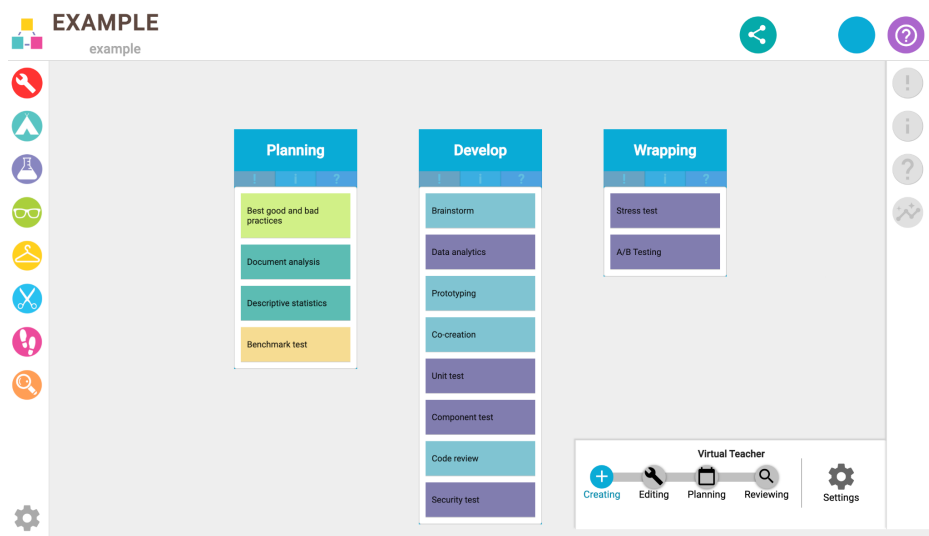 EXAMPLE
example
Planning
! i ?
Best good and bad
practices
Document analysis
Descriptive statistics
Benchmark test
Develop
! i ?
Brainstorm
Data analytics
Prototyping
Co-creation
Unit test
Component test
Code review
Security test
Wrapping
! i ?
Stress test
A/B Testing
Virtual Teacher
Creating Editing Planning Reviewing
Settings